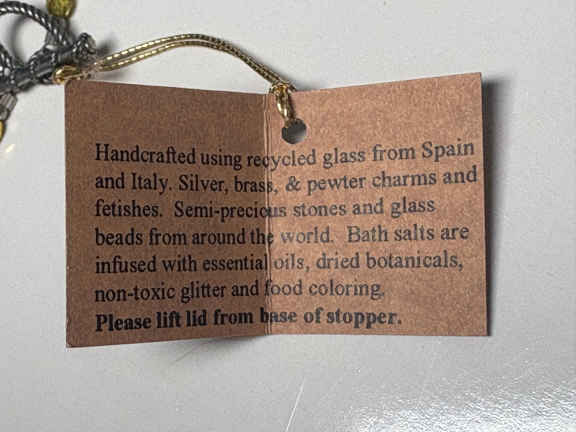 Handcrafted using recycled glass from Spain
and Italy. Silver, brass, & pewter charms and
fetishes. Semi-precious stones and glass
beads from around the world. Bath salts are
infused with essential oils, dried botanicals,
non-toxic glitter and food coloring.
Please lift lid from base of stopper.